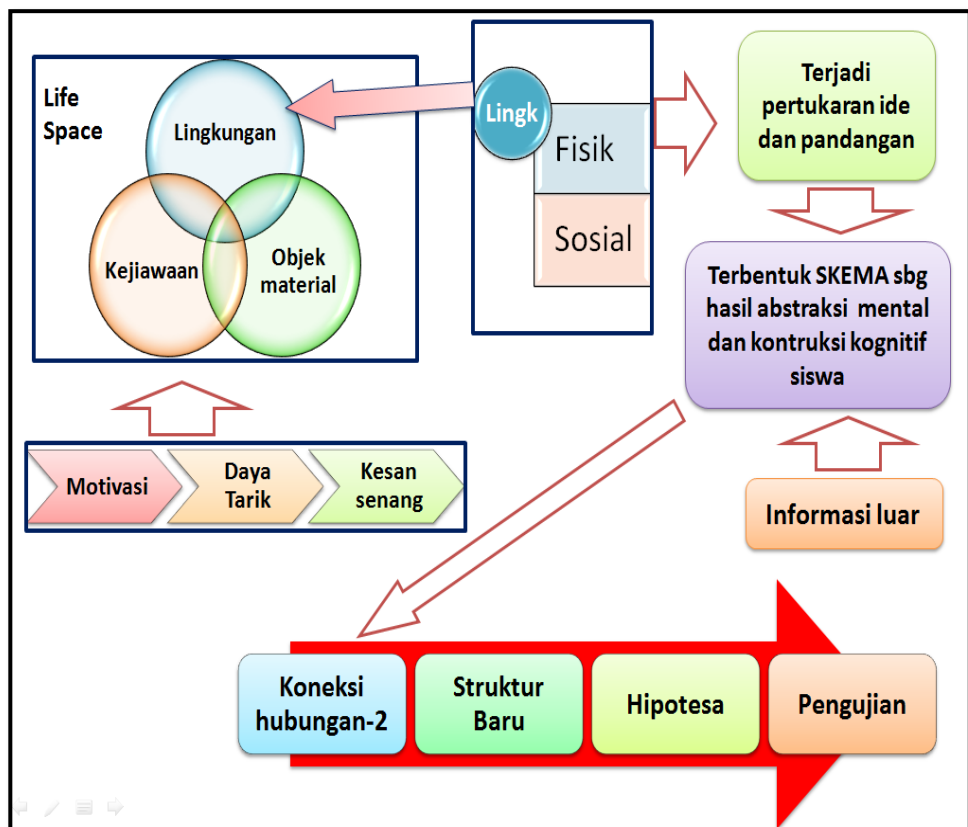 Life
Space
Lingkungan
Kejiawaan
Objek
material
Lingk
Fisik
Sosial
Terjadi
pertukaran ide
dan pandangan
Terbentuk SKEMA sbg
hasil abstraksi mental
dan kontruksi kognitif
siswa
Informasi luar
Motivasi
Daya
Tarik
Kesan
senang
Koneksi
hubungan-2
Struktur
Baru
Hipotesa
Pengujian